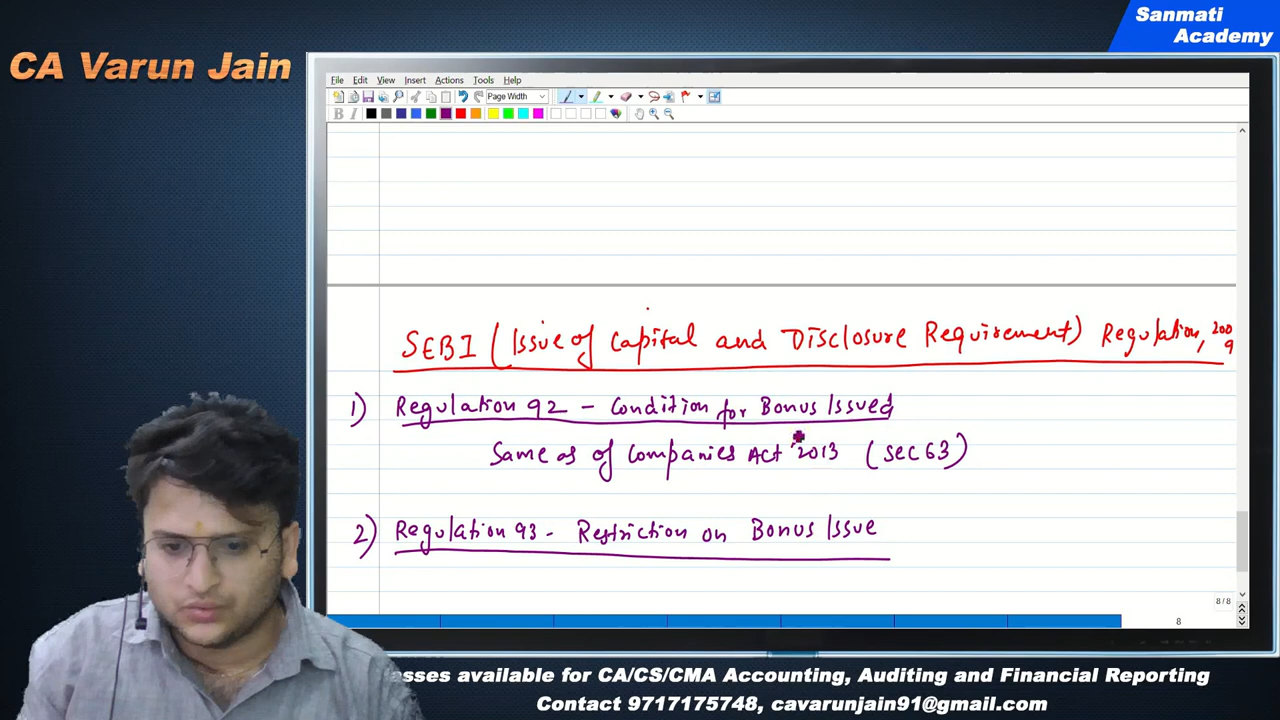 Sanmati
Academy
CA Varun Jain
File Edit View Insert Actions Tools Help
Page Width
SEBI (Issue of Capital and Disclosure Requirement) Regulation, 2009
1) Regulation 92 - Condition for Bonus Issued
Same as of Companies Act 2013 (Sec 63)
2) Regulation 93 - Restriction on Bonus Issue
8/8
8
asses available for CA/CS/CMA Accounting, Auditing and Financial Reporting
Contact 9717175748, cavarunjain91@gmail.com